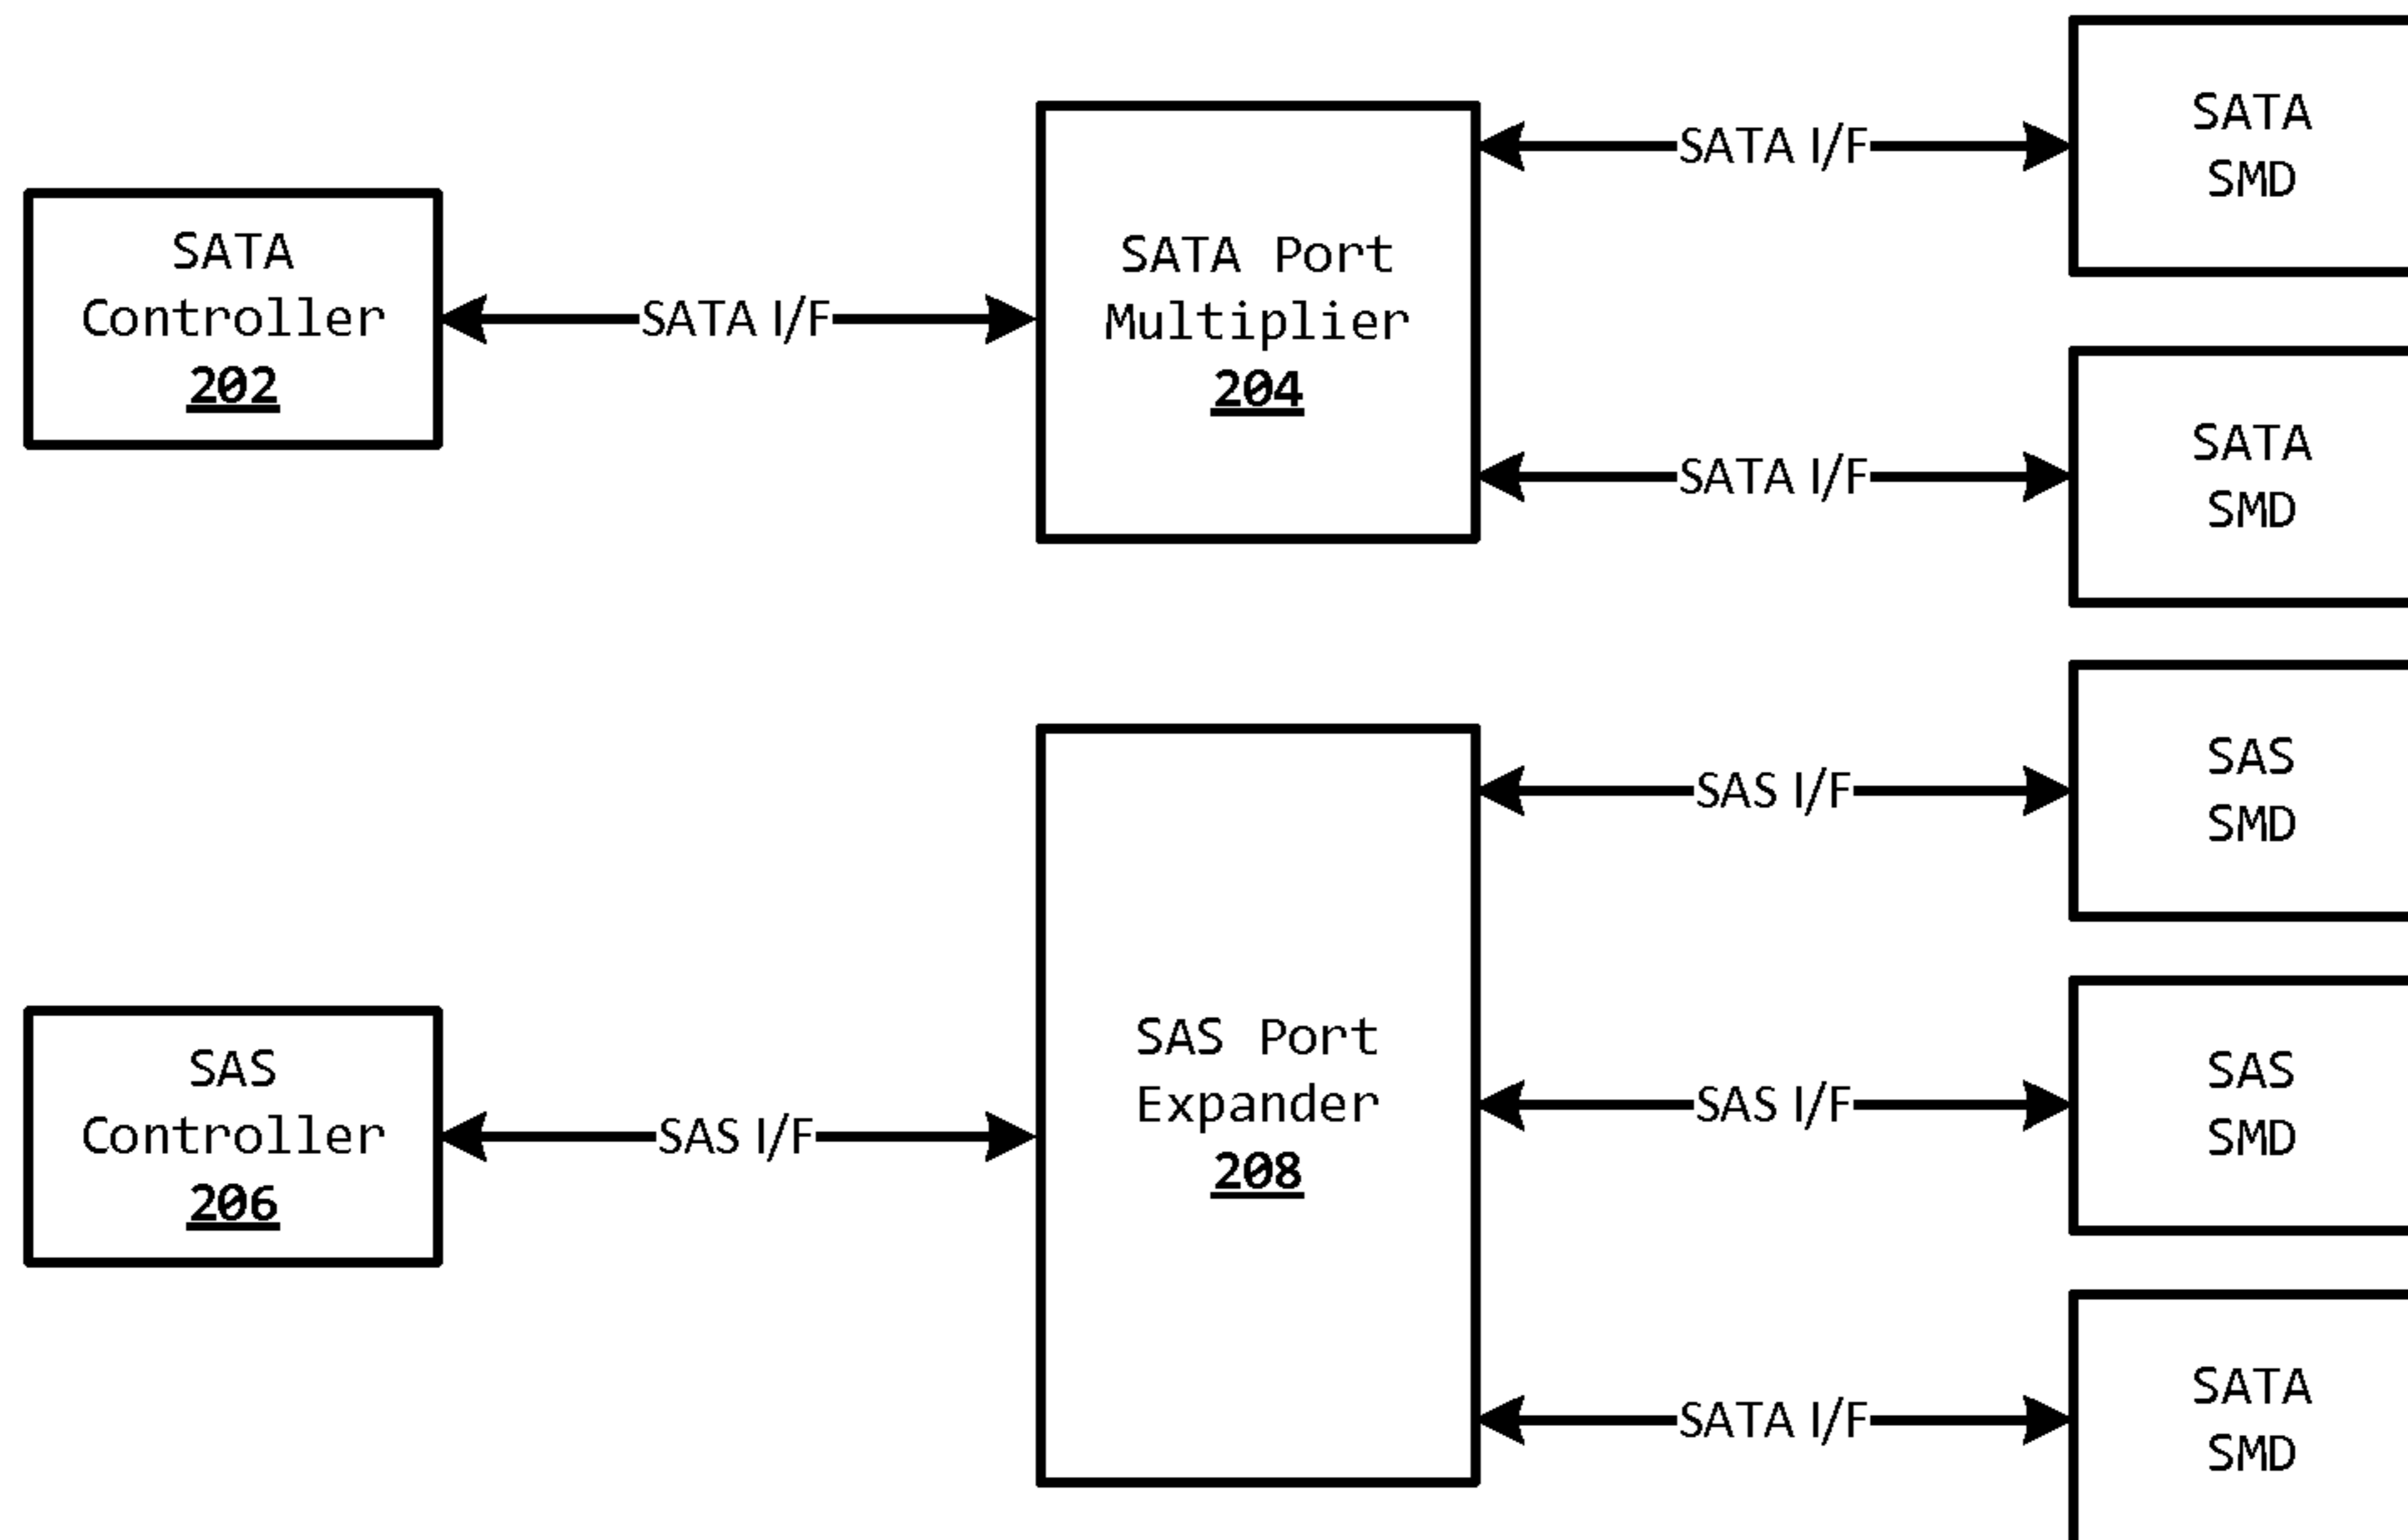 SATA
Controller
202
SATA I/F
SATA Port
Multiplier
204
SATA I/F
SATA
SMD
SATA I/F
SATA
SMD
SAS
Controller
206
SAS I/F
SAS Port
Expander
208
SAS I/F
SAS
SMD
SAS I/F
SAS
SMD
SATA I/F
SATA
SMD